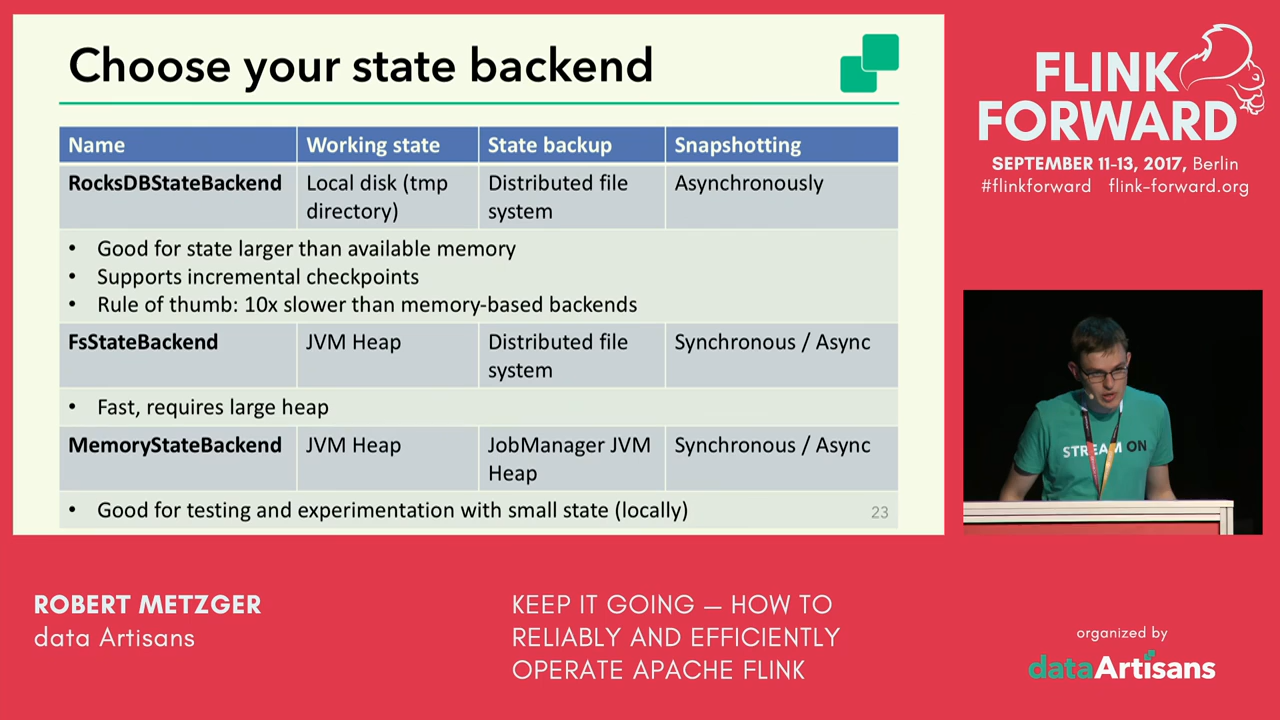 Choose your state backend
Name Working state State backup Snapshotting
RocksDBStateBackend Local disk (tmp directory) Distributed file system Asynchronously
• Good for state larger than available memory
• Supports incremental checkpoints
• Rule of thumb: 10x slower than memory-based backends
FsStateBackend JVM Heap Distributed file system Synchronous / Async
• Fast, requires large heap
MemoryStateBackend JVM Heap JobManager JVM Heap Synchronous / Async
• Good for testing and experimentation with small state (locally)
23
FLINK
FORWARD
SEPTEMBER 11-13, 2017, Berlin
#flinkforward flink-forward.org
STREAM ON
ROBERT METZGER
data Artisans
KEEP IT GOING — HOW TO
RELIABLY AND EFFICIENTLY
OPERATE APACHE FLINK
organized by
dataArtisans